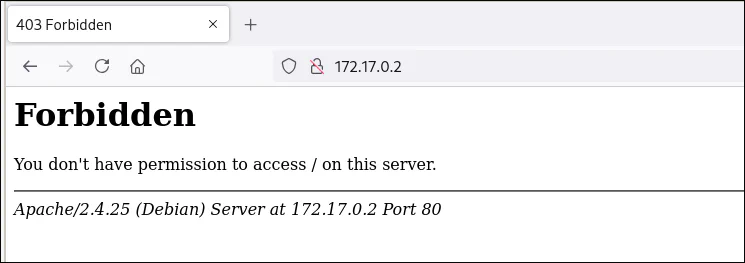 403 Forbidden
172.17.0.2
Forbidden
You don't have permission to access / on this server.
Apache/2.4.25 (Debian) Server at 172.17.0.2 Port 80